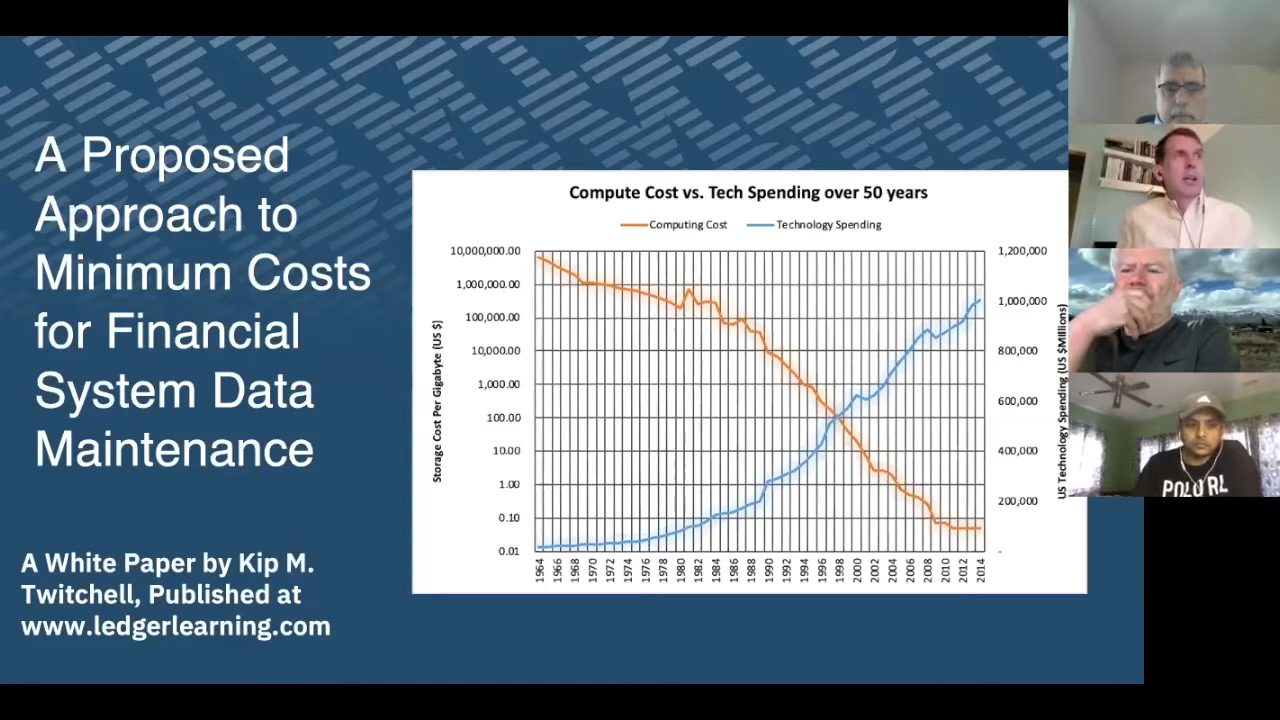 A Proposed
Approach to
Minimum Costs
for Financial
System Data
Maintenance
A White Paper by Kip M.
Twitchell, Published at
www.ledgerlearning.com
Compute Cost vs. Tech Spending over 50 years
Computing Cost
Technology Spending
Storage Cost Per Gigabyte (US $)
10,000,000.00
1,000,000.00
100,000.00
10,000.00
1,000.00
100.00
10.00
1.00
0.10
0.01
1,200,000
1,000,000
800,000
600,000
400,000
200,000
-
US Technology Spending (US $Millions)
1964 1966 1968 1970 1972 1974 1976 1978 1980 1982 1984 1986 1988 1990 1992 1994 1996 1998 2000 2002 2004 2006 2008 2010 2012 2014
POLO RL